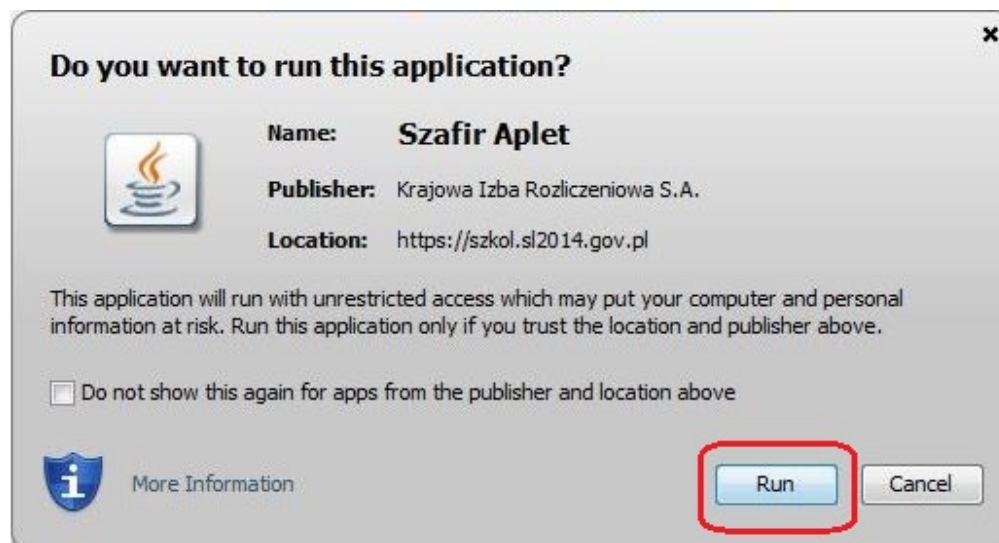 Do you want to run this application?
Name: Szafir Aplet
Publisher: Krajowa Izba Rozliczeniowa S.A.
Location: https://szkol.sl2014.gov.pl
This application will run with unrestricted access which may put your computer and personal
information at risk. Run this application only if you trust the location and publisher above.
Do not show this again for apps from the publisher and location above
More Information
Run Cancel